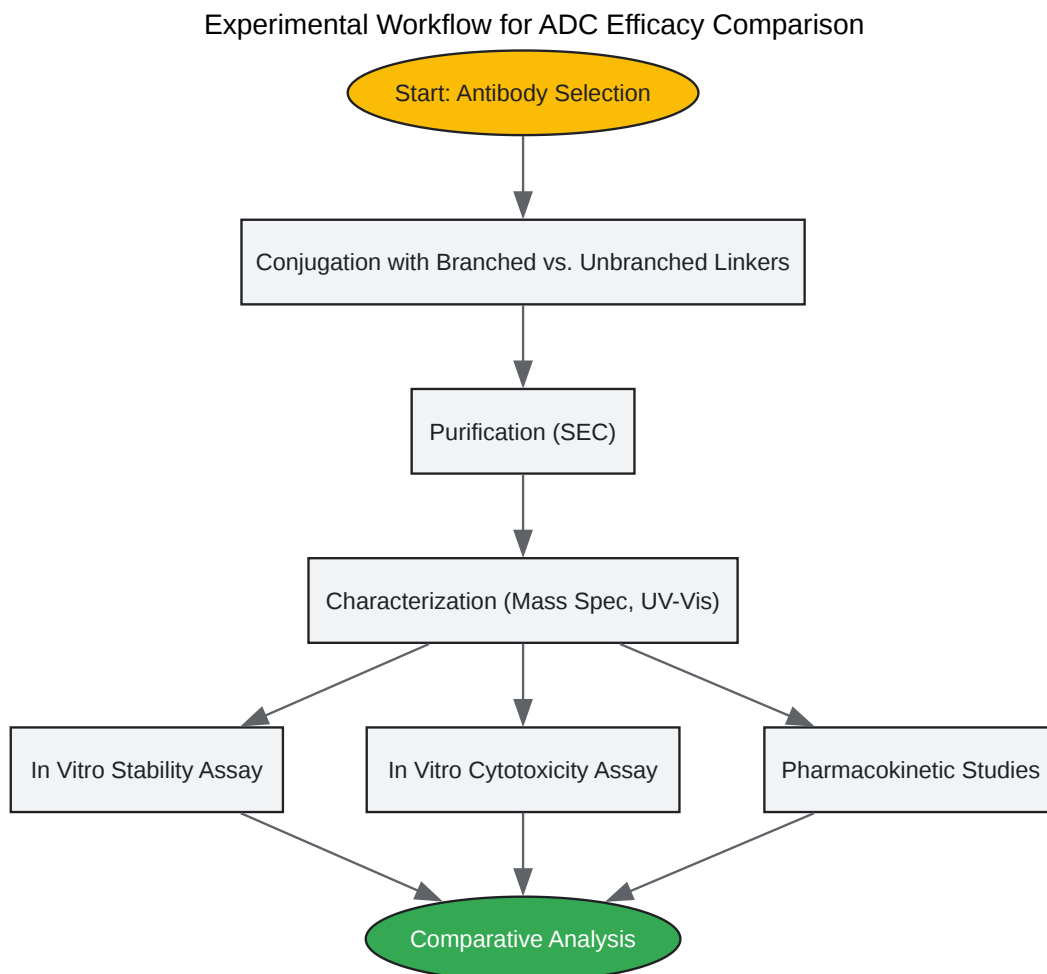 Experimental Workflow for ADC Efficacy Comparison
Start: Antibody Selection
Conjugation with Branched vs. Unbranched Linkers
Purification (SEC)
Characterization (Mass Spec, UV-Vis)
In Vitro Stability Assay
In Vitro Cytotoxicity Assay
Pharmacokinetic Studies
Comparative Analysis